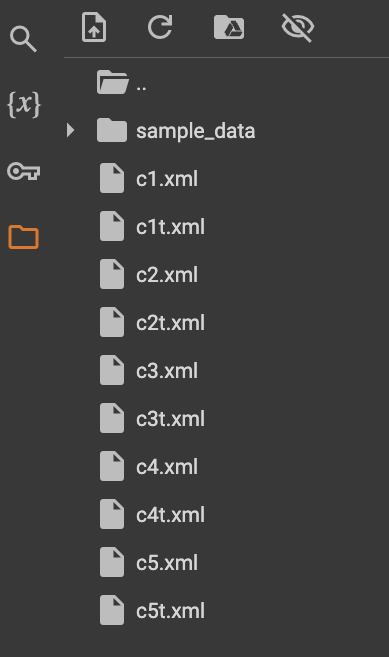 {x}
..
sample_data
c1.xml
c1t.xml
c2.xml
c2t.xml
c3.xml
c3t.xml
c4.xml
c4t.xml
c5.xml
c5t.xml